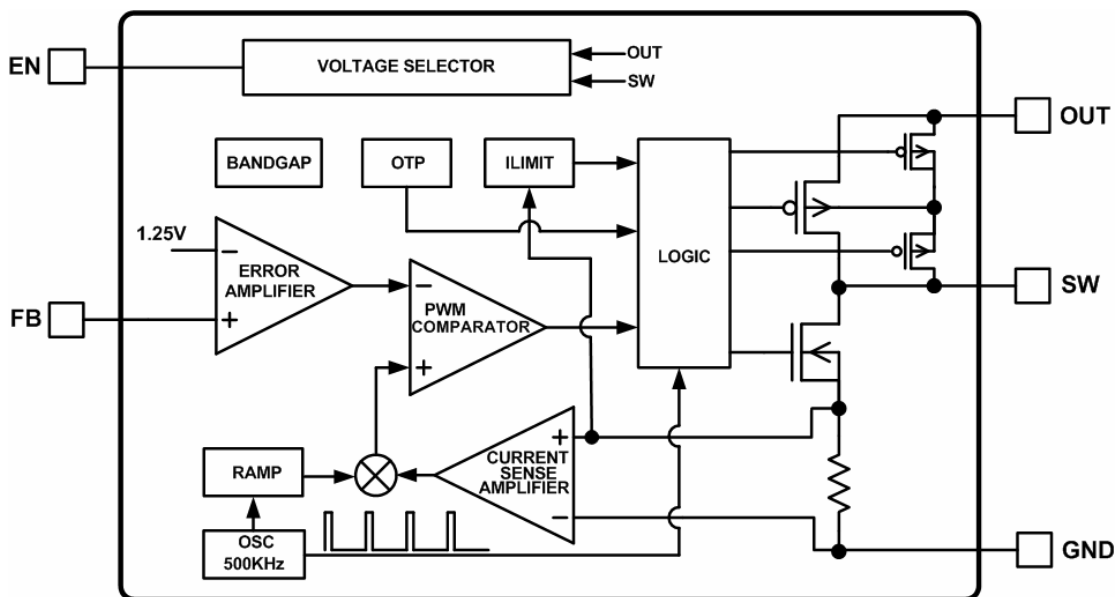 EN
VOLTAGE SELECTOR
OUT
SW
OUT
BANDGAP
OTP
ILIMIT
LOGIC
1.25V
−
ERROR
AMPLIFIER
+
FB
−
PWM
COMPARATOR
+
SW
RAMP
+
CURRENT
SENSE
AMPLIFIER
−
OSC
500KHz
GND